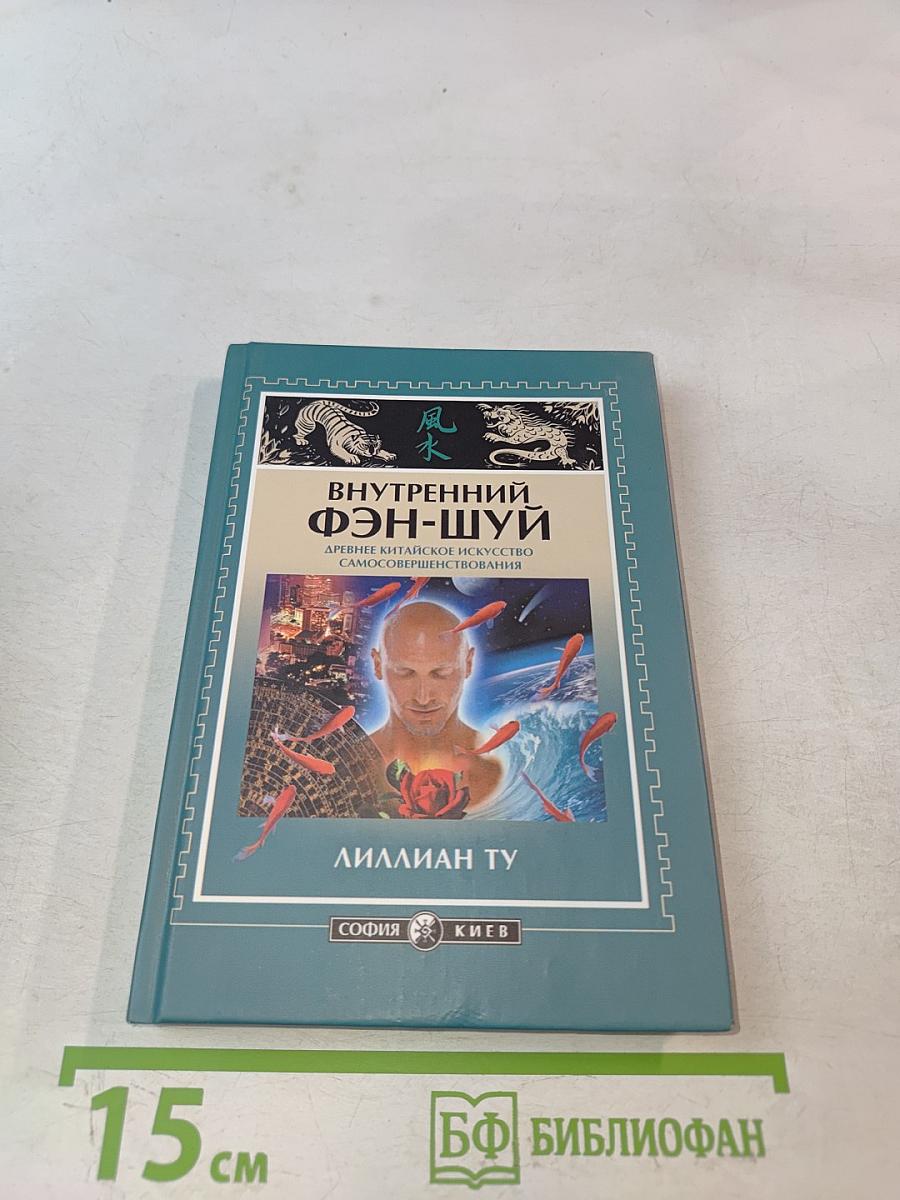 風
水
ВНУТРЕННИЙ
ФЭН-ШУЙ
ДРЕВНЕЕ КИТАЙСКОЕ ИСКУССТВО
САМОСОВЕРШЕНСТВОВАНИЯ
ЛИЛЛИАН ТУ
СОФИЯ КИЕВ
15 см
БФ БИБЛИОФАН